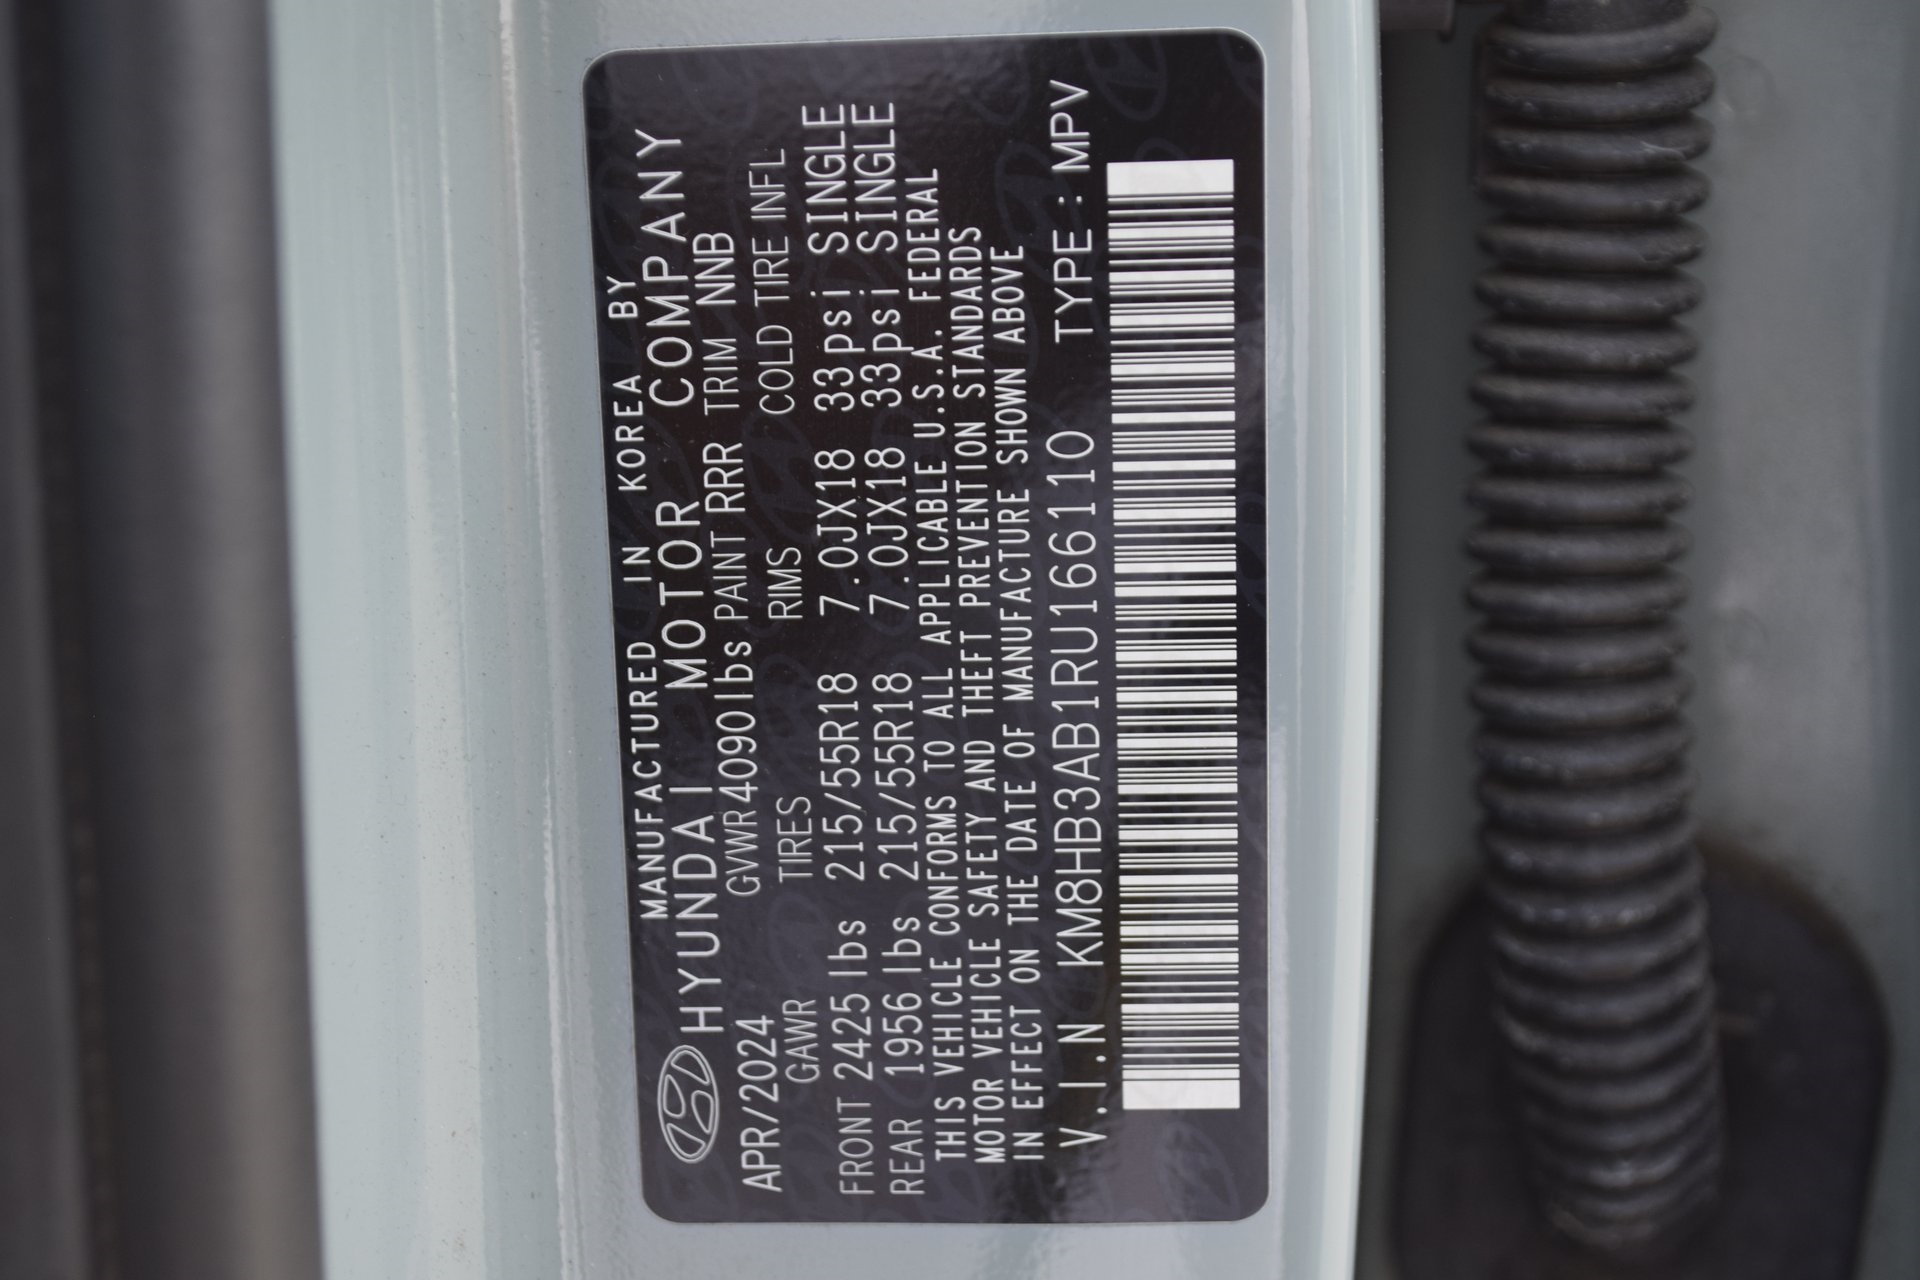 MANUFACTURED IN KOREA BY
HYUNDAI MOTOR COMPANY
APR/2024 GVWR 4090lbs PAINT RRR TRIM NNB
GAWR TIRES RIMS COLD TIRE INFL
FRONT 2425 lbs 215/55R18 7.0JX18 33psi SINGLE
REAR 1956 lbs 215/55R18 7.0JX18 33psi SINGLE
THIS VEHICLE CONFORMS TO ALL APPLICABLE U.S.A. FEDERAL
MOTOR VEHICLE SAFETY AND THEFT PREVENTION STANDARDS
IN EFFECT ON THE DATE OF MANUFACTURE SHOWN ABOVE
V.I.N KM8HB3AB1RU166110 TYPE : MPV